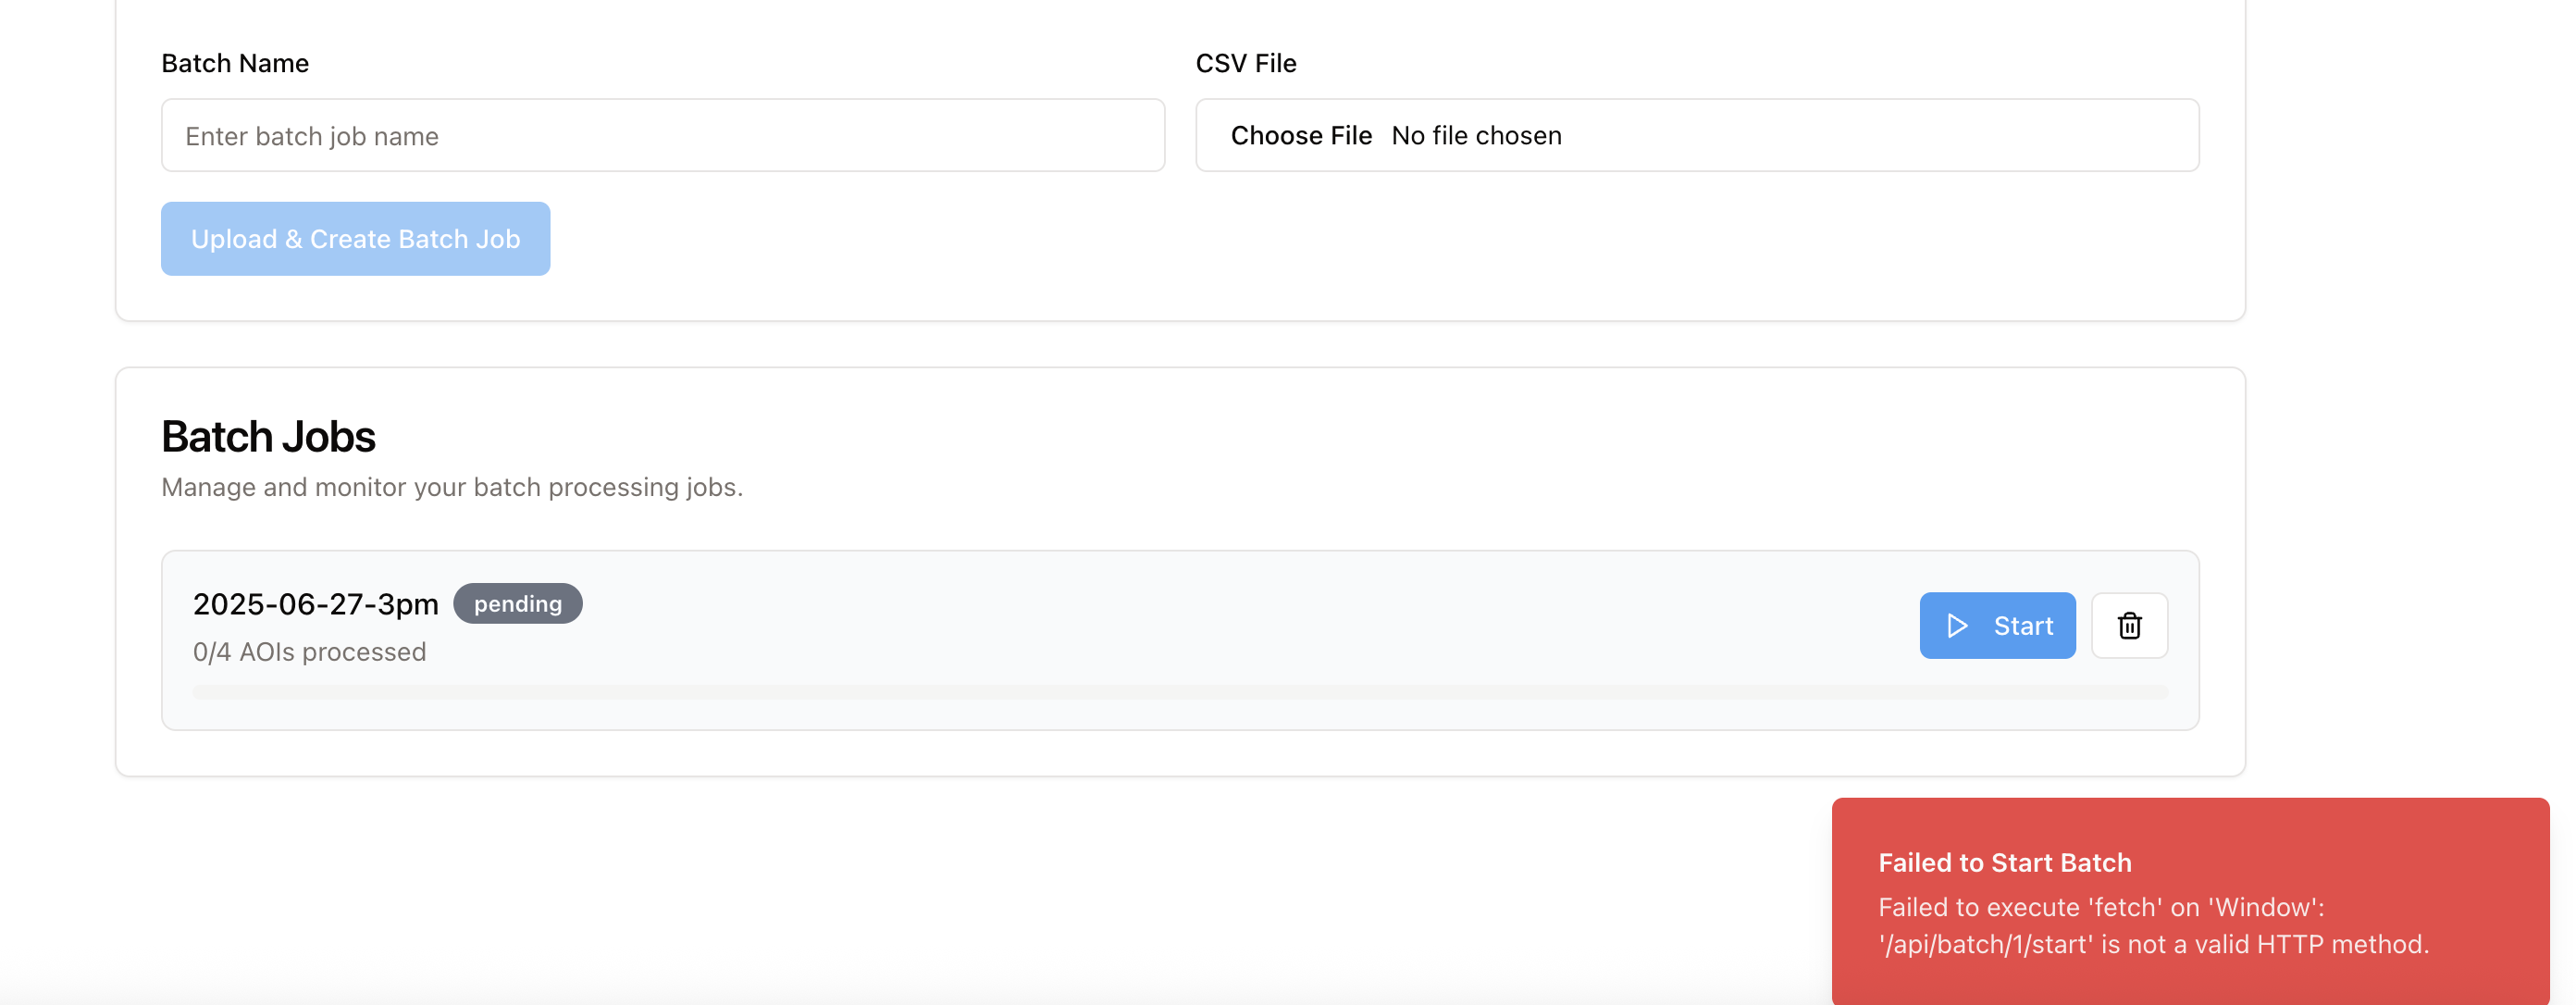 Batch Name
CSV File
Enter batch job name
Choose File No file chosen
Upload & Create Batch Job
Batch Jobs
Manage and monitor your batch processing jobs.
2025-06-27-3pm pending
0/4 AOIs processed
Start
Failed to Start Batch
Failed to execute 'fetch' on 'Window':
'/api/batch/1/start' is not a valid HTTP method.